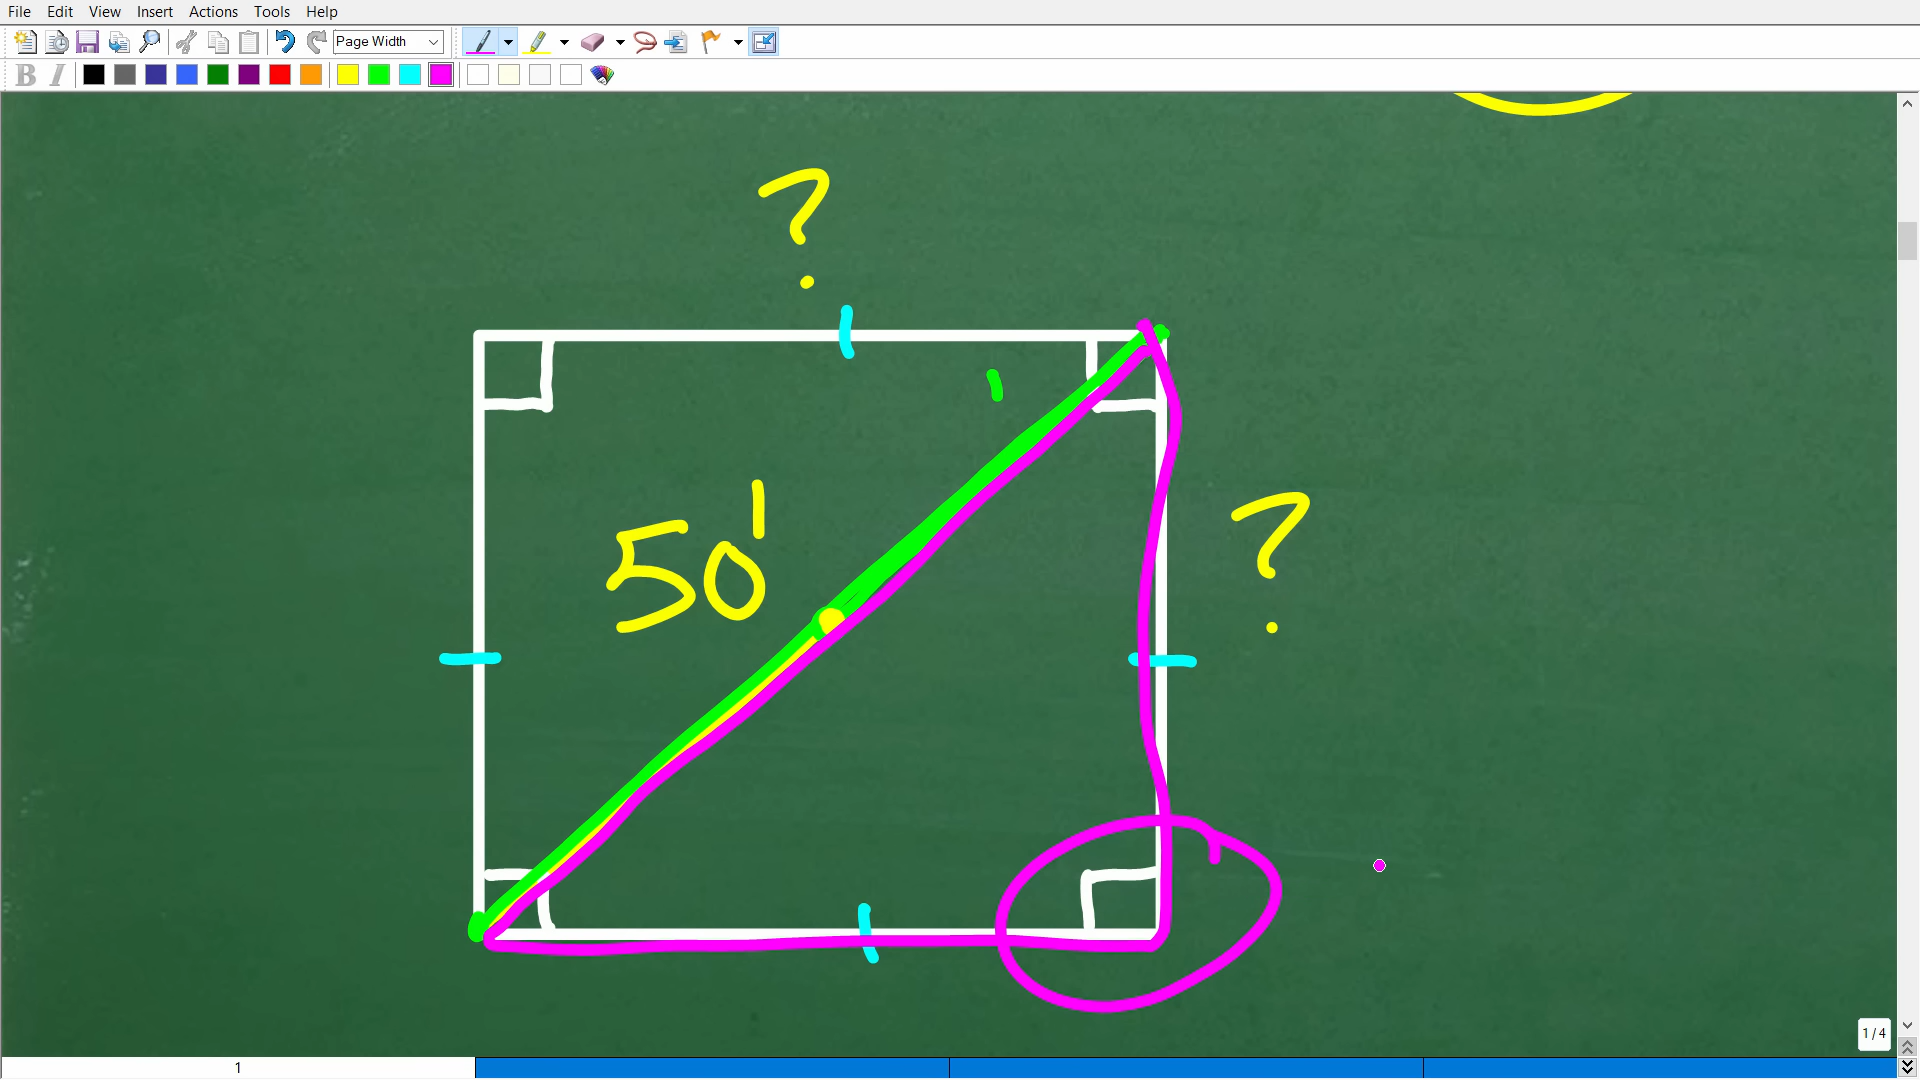 File Edit View Insert Actions Tools Help
Page Width
B I
?
50'
?
1 / 4
1